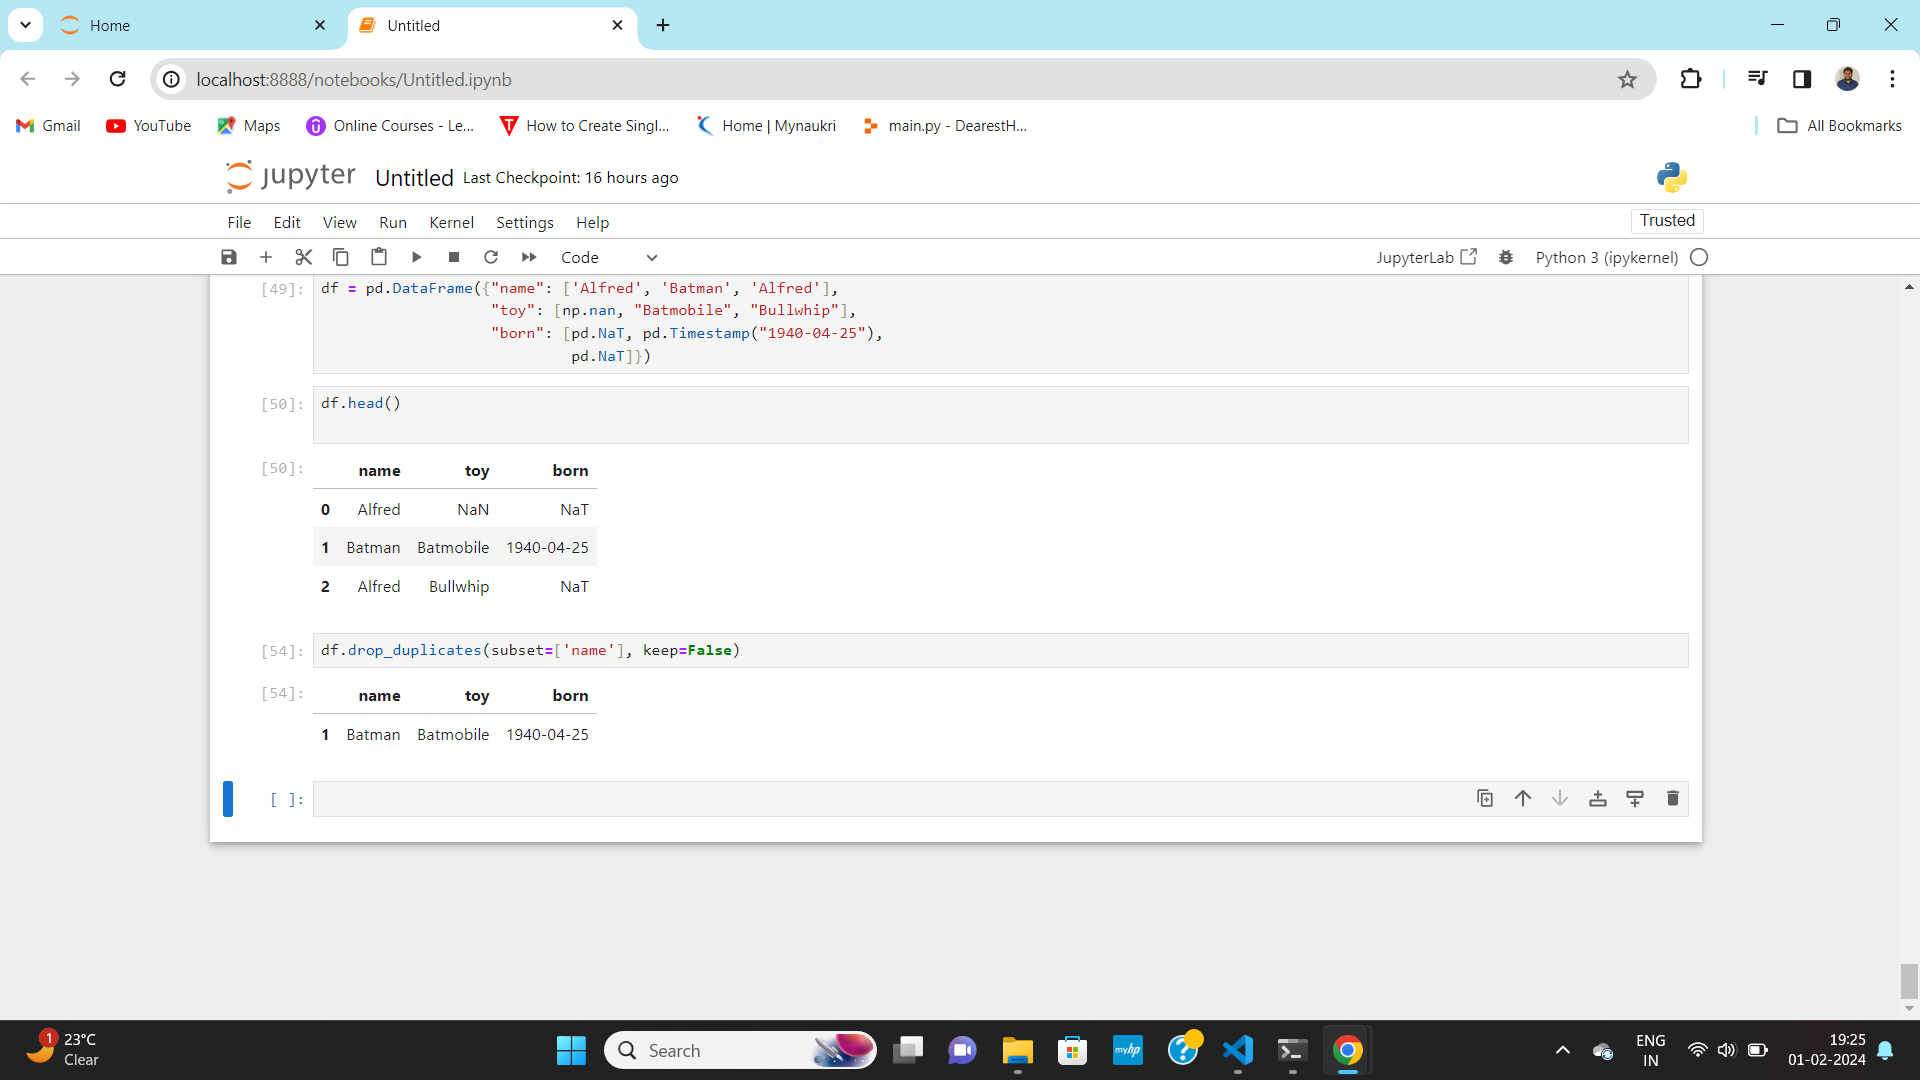 Home
Untitled
localhost:8888/notebooks/Untitled.ipynb
Gmail YouTube Maps Online Courses - Le... How to Create Singl... Home | Mynaukri main.py - DearestH... All Bookmarks
jupyter Untitled Last Checkpoint: 16 hours ago
File Edit View Run Kernel Settings Help Trusted
Code JupyterLab Python 3 (ipykernel)
[49]: df = pd.DataFrame({"name": ['Alfred', 'Batman', 'Alfred'],
"toy": [np.nan, "Batmobile", "Bullwhip"],
"born": [pd.NaT, pd.Timestamp("1940-04-25"),
pd.NaT]})
[50]: df.head()
[50]: name toy born
0 Alfred NaN NaT
1 Batman Batmobile 1940-04-25
2 Alfred Bullwhip NaT
[54]: df.drop_duplicates(subset=['name'], keep=False)
[54]: name toy born
1 Batman Batmobile 1940-04-25
[ ]:
1 23°C
Clear
Search
myhp
ENG
IN
19:25
01-02-2024